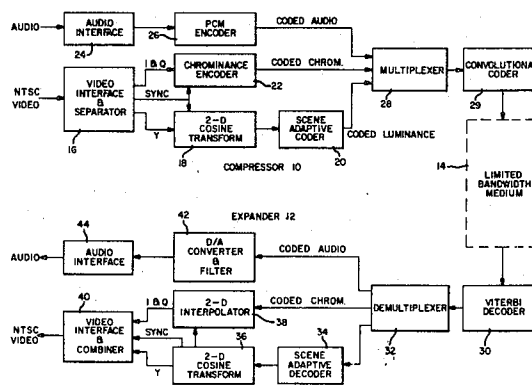 AUDIO
AUDIO INTERFACE
24
PCM ENCODER
26
CODED AUDIO
NTSC VIDEO
VIDEO INTERFACE & SEPARATOR
16
I & Q
SYNC
Y
CHROMINANCE ENCODER
22
CODED CHROM.
2-D COSINE TRANSFORM
18
SCENE ADAPTIVE CODER
20
CODED LUMINANCE
MULTIPLEXER
28
CONVOLUTIONAL CODER
29
COMPRESSOR 10
14
LIMITED BANDWIDTH MEDIUM
EXPANDER 12
AUDIO
44
AUDIO INTERFACE
42
D/A CONVERTER & FILTER
CODED AUDIO
NTSC VIDEO
40
VIDEO INTERFACE & COMBINER
I & Q
SYNC
Y
2-D INTERPOLATOR
38
CODED CHROM.
36
2-D COSINE TRANSFORM
34
SCENE ADAPTIVE DECODER
DEMULTIPLEXER
32
VITERBI DECODER
30